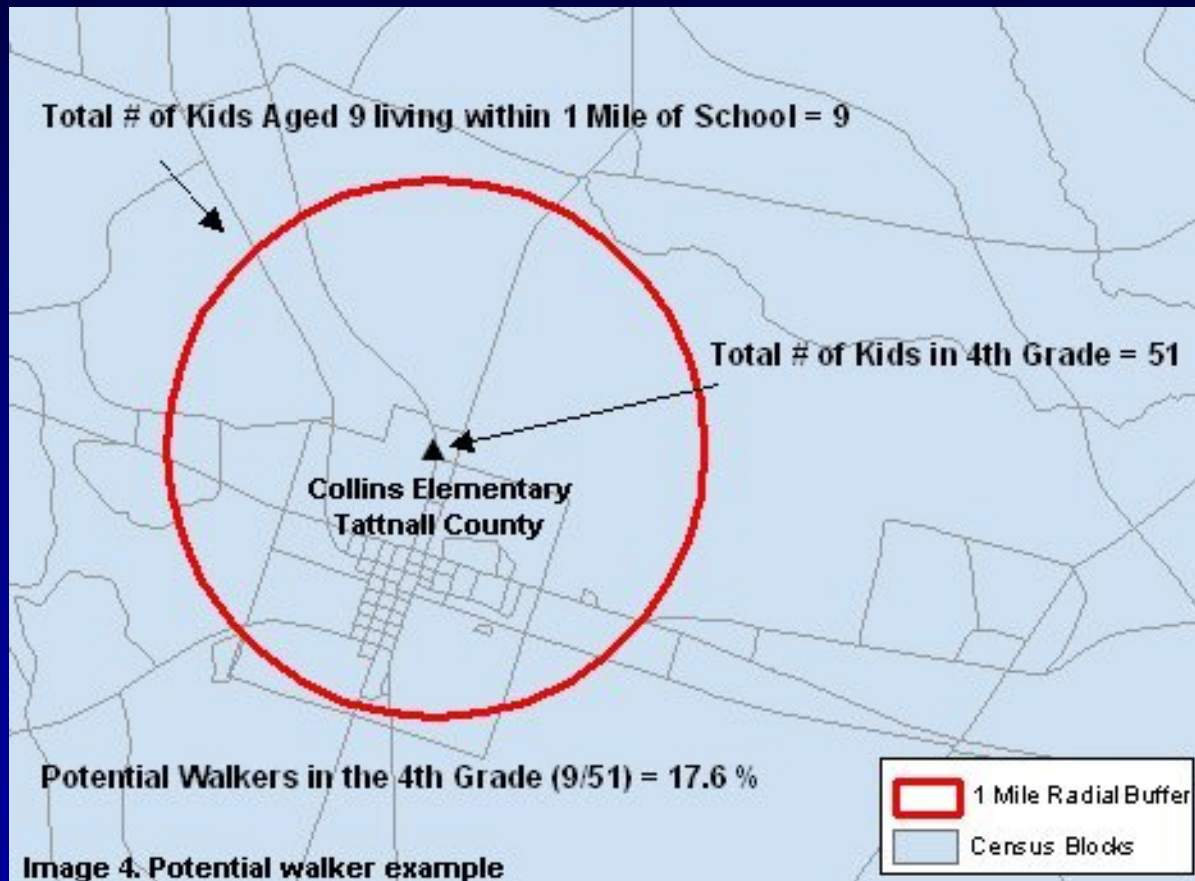 Total # of Kids Aged 9 living within 1 Mile of School = 9
Total # of Kids in 4th Grade = 51
Collins Elementary
Tattnall County
Potential Walkers in the 4th Grade (9/51) = 17.6 %
1 Mile Radial Buffer
Census Blocks
Image 4. Potential walker example